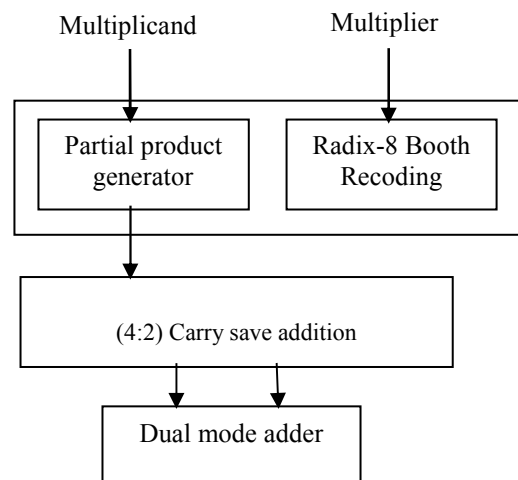 Multiplicand
Multiplier
Partial product
generator
Radix-8 Booth
Recoding
(4:2) Carry save addition
Dual mode adder